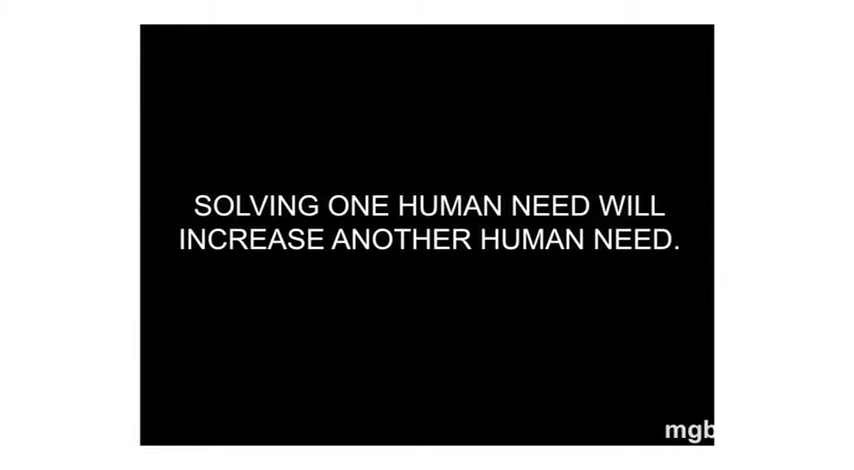 SOLVING ONE HUMAN NEED WILL
INCREASE ANOTHER HUMAN NEED.
mgb